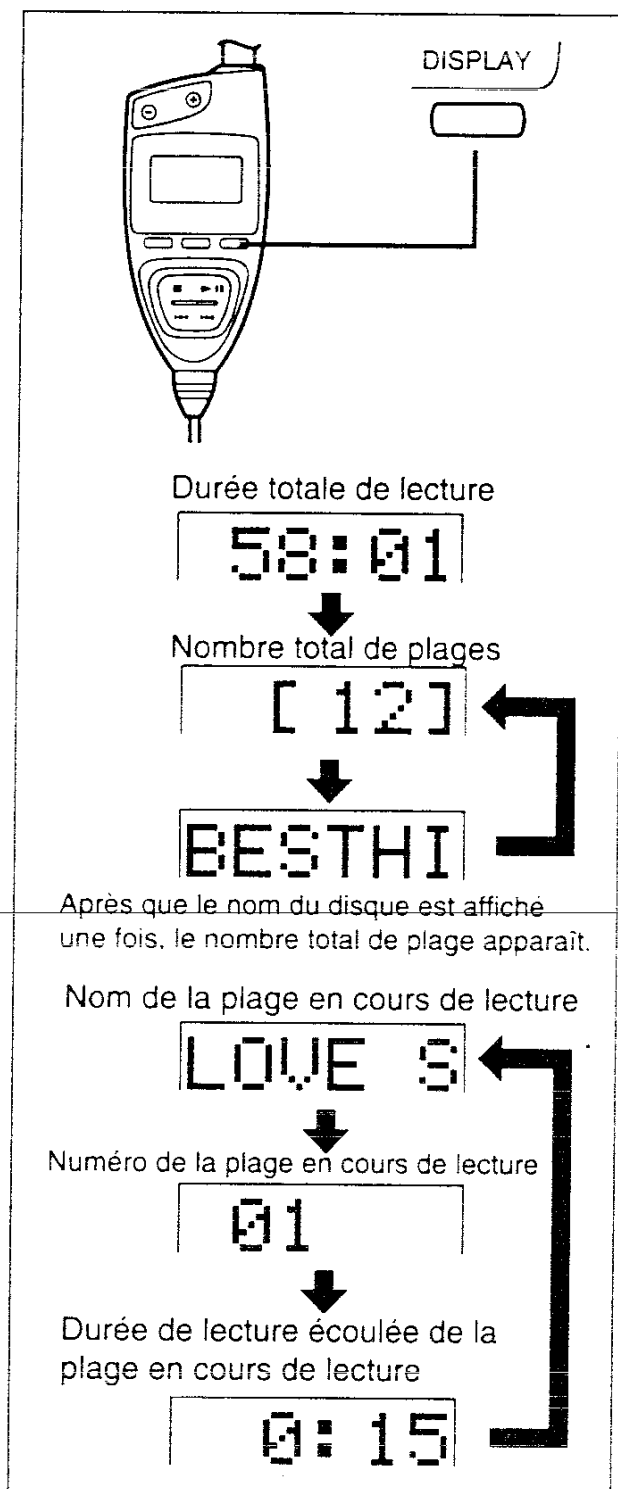 DISPLAY
Durée totale de lecture
58:01
Nombre total de plages
[ 12]
BESTHI
Après que le nom du disque est affiché
une fois, le nombre total de plage apparaît.
Nom de la plage en cours de lecture
LOVE S
Numéro de la plage en cours de lecture
01
Durée de lecture écoulée de la
plage en cours de lecture
0:15